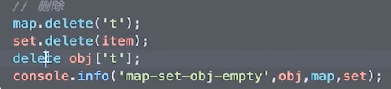 // 删除
map.delete('t');
set.delete(item);
delete obj['t'];
console.info('map-set-obj-empty',obj,map,set);